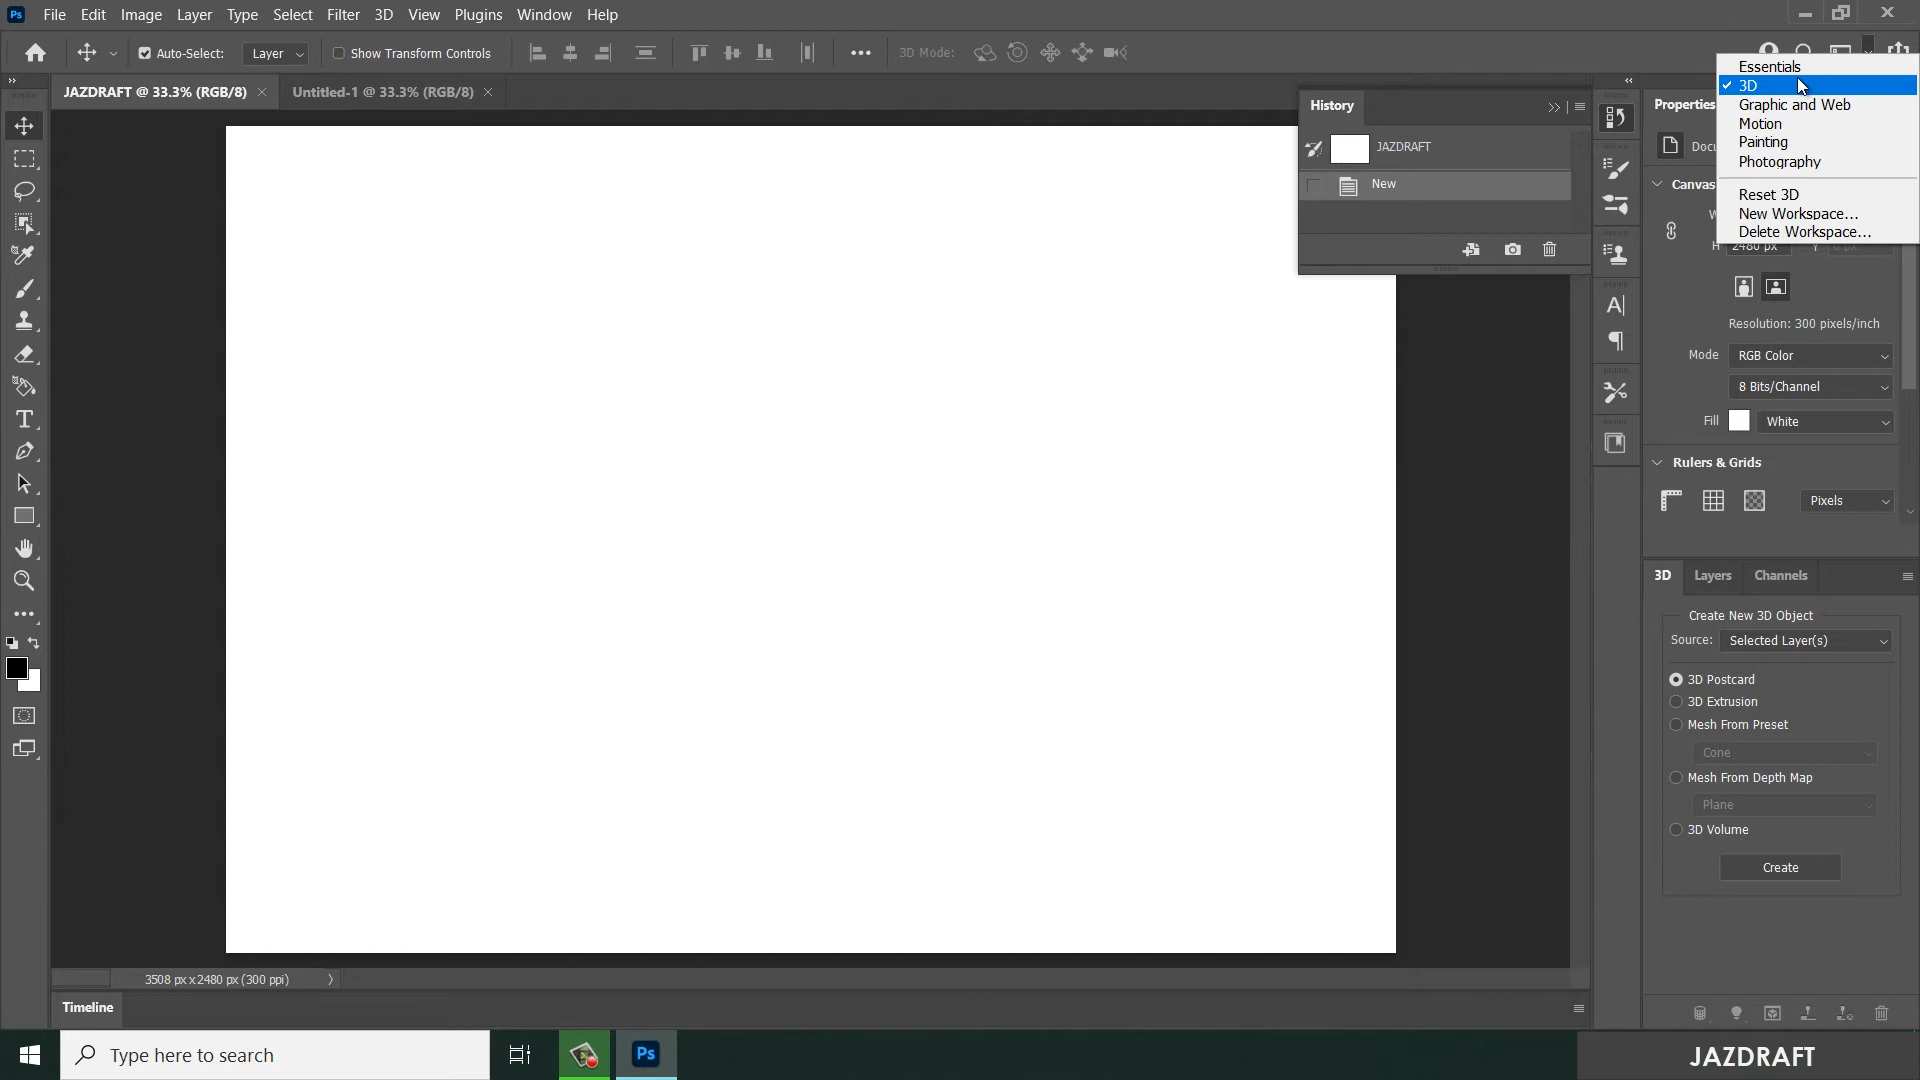 Ps File Edit Image Layer Type Select Filter 3D View Plugins Window Help
Auto-Select: Layer Show Transform Controls 3D Mode:
JAZDRAFT @ 33.3% (RGB/8) Untitled-1 @ 33.3% (RGB/8)
History
JAZDRAFT
New
Essentials
3D
Graphic and Web
Motion
Painting
Photography
Reset 3D
New Workspace...
Delete Workspace...
Properties
Canvas
H 2480 px Y
Resolution: 300 pixels/inch
Mode RGB Color
8 Bits/Channel
Fill White
Rulers & Grids
Pixels
3D Layers Channels
Create New 3D Object
Source: Selected Layer(s)
3D Postcard
3D Extrusion
Mesh From Preset
Cone
Mesh From Depth Map
Plane
3D Volume
Create
3508 px x 2480 px (300 ppi)
Timeline
Type here to search
Ps
JAZDRAFT